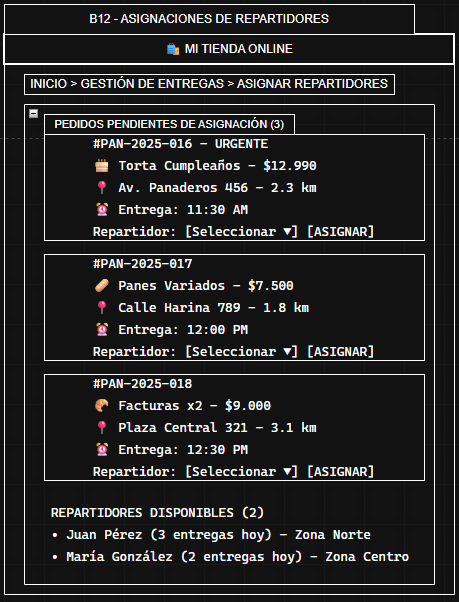 B12 - ASIGNACIONES DE REPARTIDORES
🛍️ MI TIENDA ONLINE
INICIO > GESTIÓN DE ENTREGAS > ASIGNAR REPARTIDORES
PEDIDOS PENDIENTES DE ASIGNACIÓN (3)
#PAN-2025-016 - URGENTE
🎂 Torta Cumpleaños - $12.990
📍 Av. Panaderos 456 - 2.3 km
⏰ Entrega: 11:30 AM
Repartidor: [Seleccionar ▼] [ASIGNAR]
#PAN-2025-017
🥖 Panes Variados - $7.500
📍 Calle Harina 789 - 1.8 km
⏰ Entrega: 12:00 PM
Repartidor: [Seleccionar ▼] [ASIGNAR]
#PAN-2025-018
🥐 Facturas x2 - $9.000
📍 Plaza Central 321 - 3.1 km
⏰ Entrega: 12:30 PM
Repartidor: [Seleccionar ▼] [ASIGNAR]
REPARTIDORES DISPONIBLES (2)
• Juan Pérez (3 entregas hoy) - Zona Norte
• María González (2 entregas hoy) - Zona Centro